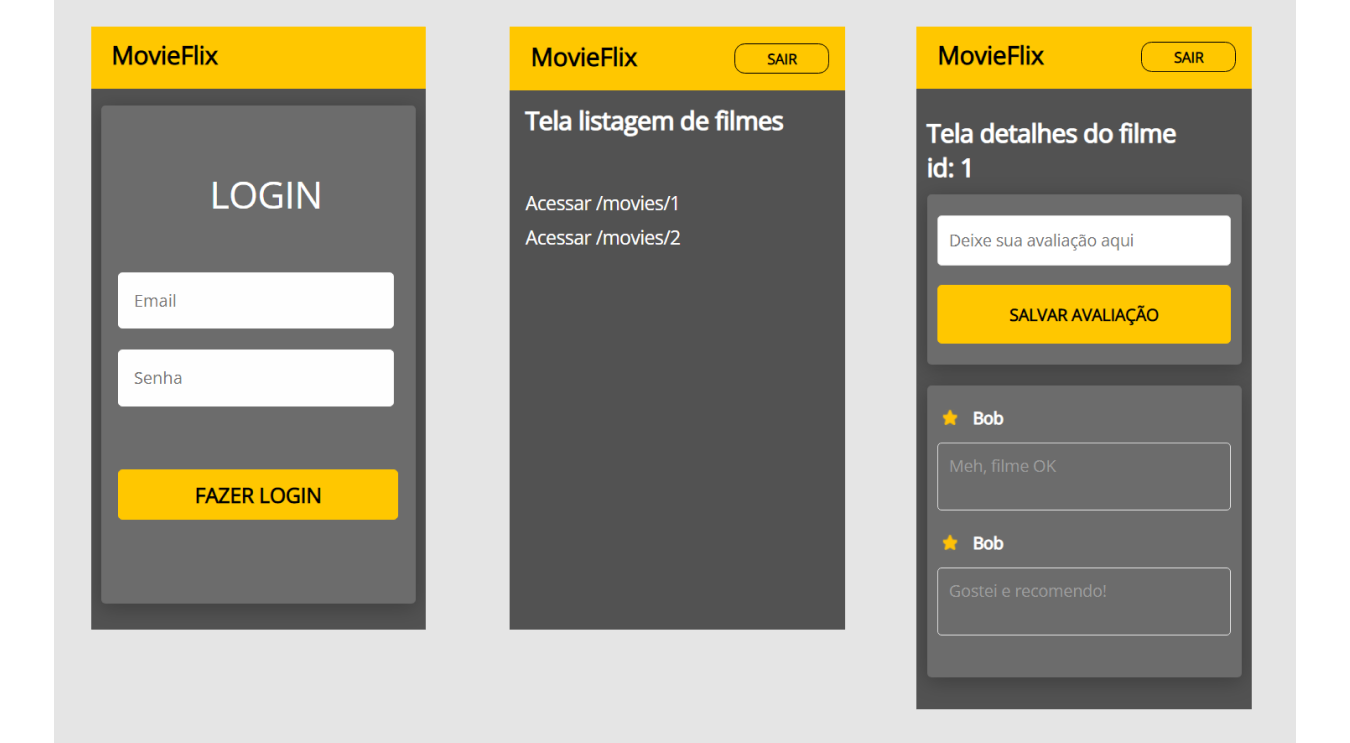 MovieFlix
LOGIN
Email
Senha
FAZER LOGIN
MovieFlix
SAIR
Tela listagem de filmes
Acessar /movies/1
Acessar /movies/2
MovieFlix
SAIR
Tela detalhes do filme
id: 1
Deixe sua avaliação aqui
SALVAR AVALIAÇÃO
Bob
Meh, filme OK
Bob
Gostei e recomendo!